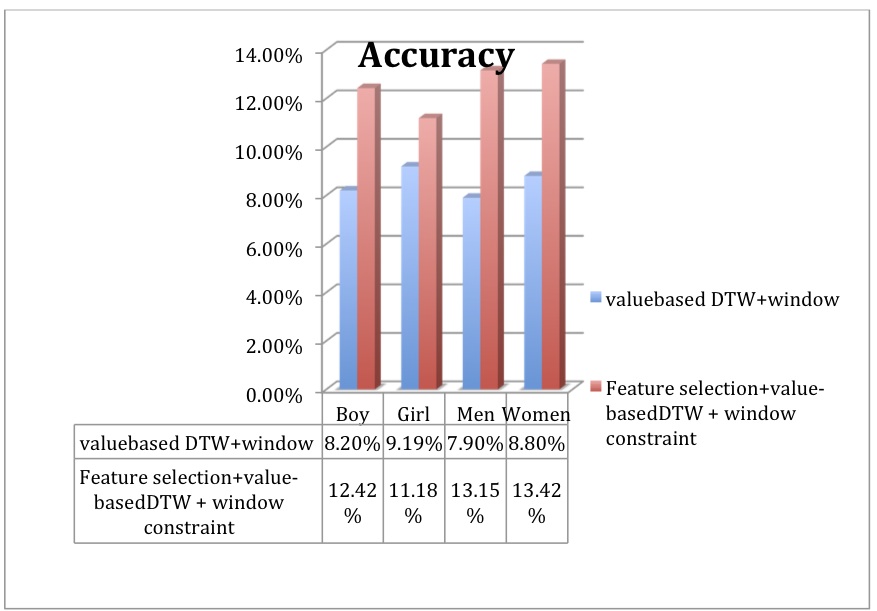 Accuracy
14.00%
12.00%
10.00%
8.00%
6.00%
4.00%
2.00%
0.00%
Boy Girl Men Women
valuebased DTW+window 8.20% 9.19% 7.90% 8.80%
Feature selection+value-
basedDTW + window
constraint
12.42
%
11.18
%
13.15
%
13.42
%
valuebased DTW+window
Feature selection+value-
basedDTW + window
constraint